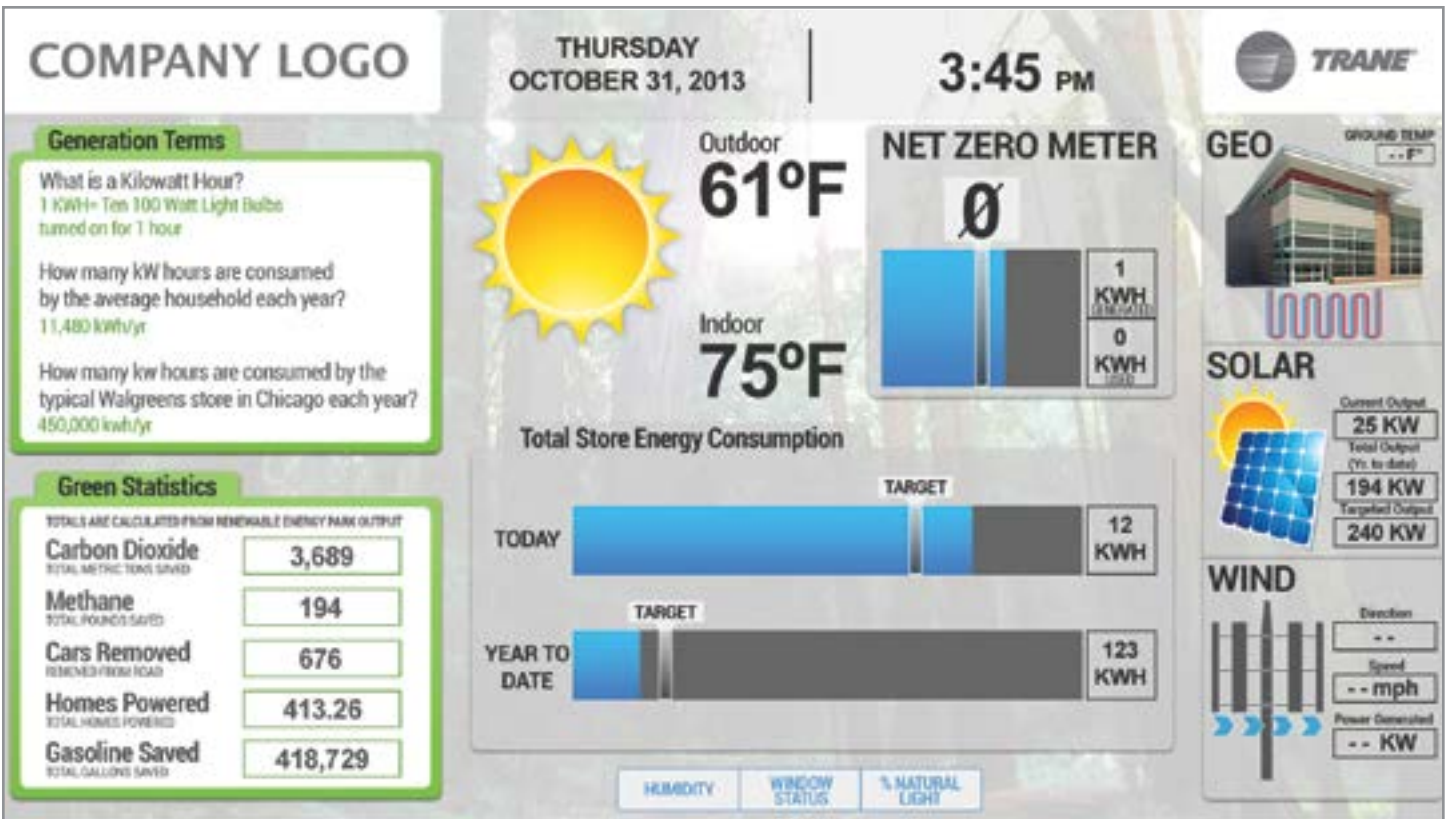 COMPANY LOGO
THURSDAY
OCTOBER 31, 2013
3:45 PM
TRANE
Generation Terms
What is a Kilowatt Hour?
1 KWH= Ten 100 Watt Light Bulbs
turned on for 1 hour
How many kW hours are consumed
by the average household each year?
11,480 kWh/yr
How many kw hours are consumed by the
typical Walgreens store in Chicago each year?
450,000 kwh/yr
Green Statistics
TOTALS ARE CALCULATED FROM RENEWABLE ENERGY PARK OUTPUT
Carbon Dioxide
TOTAL METRIC TONS SAVED
3,689
Methane
TOTAL POUNDS SAVED
194
Cars Removed
REMOVED FROM ROAD
676
Homes Powered
TOTAL HOMES POWERED
413.26
Gasoline Saved
TOTAL GALLONS SAVED
418,729
Outdoor
61ºF
Indoor
75ºF
NET ZERO METER
0
1
KWH
GENERATED
0
KWH
USED
Total Store Energy Consumption
TARGET
TODAY
12
KWH
TARGET
YEAR TO
DATE
123
KWH
HUMIDITY
WINDOW
STATUS
% NATURAL
LIGHT
GEO
GROUND TEMP
--F°
SOLAR
Current Output
25 KW
Total Output
(Yr. to date)
194 KW
Targeted Output
240 KW
WIND
Direction
--
Speed
--mph
Power Generated
-- KW